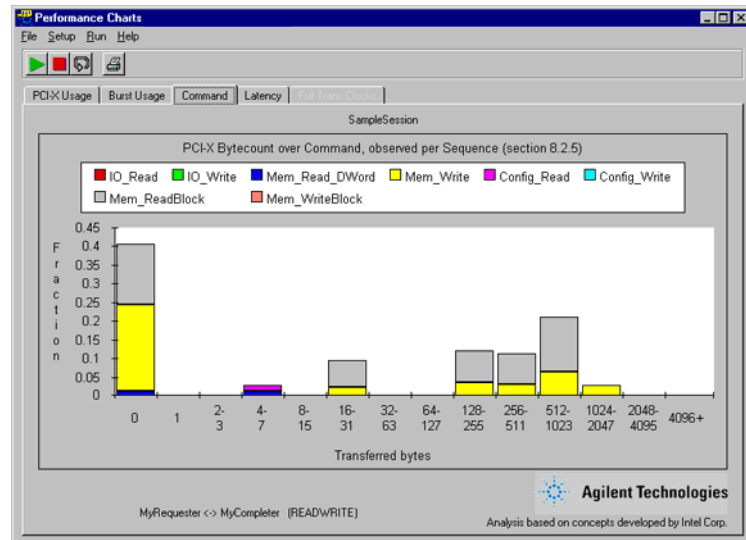 Performance Charts
File Setup Run Help
PCI-X Usage Burst Usage Command Latency Full Trans Clocks
SampleSession
PCI-X Bytecount over Command, observed per Sequence (section 8.2.5)
IO_Read IO_Write Mem_Read_DWord Mem_Write Config_Read Config_Write
Mem_ReadBlock Mem_WriteBlock
Fraction
0.45
0.4
0.35
0.3
0.25
0.2
0.15
0.1
0.05
0
0 1 2-3 4-7 8-15 16-31 32-63 64-127 128-255 256-511 512-1023 1024-2047 2048-4095 4096+
Transferred bytes
Agilent Technologies
MyRequester <-> MyCompleter (READWRITE)
Analysis based on concepts developed by Intel Corp.